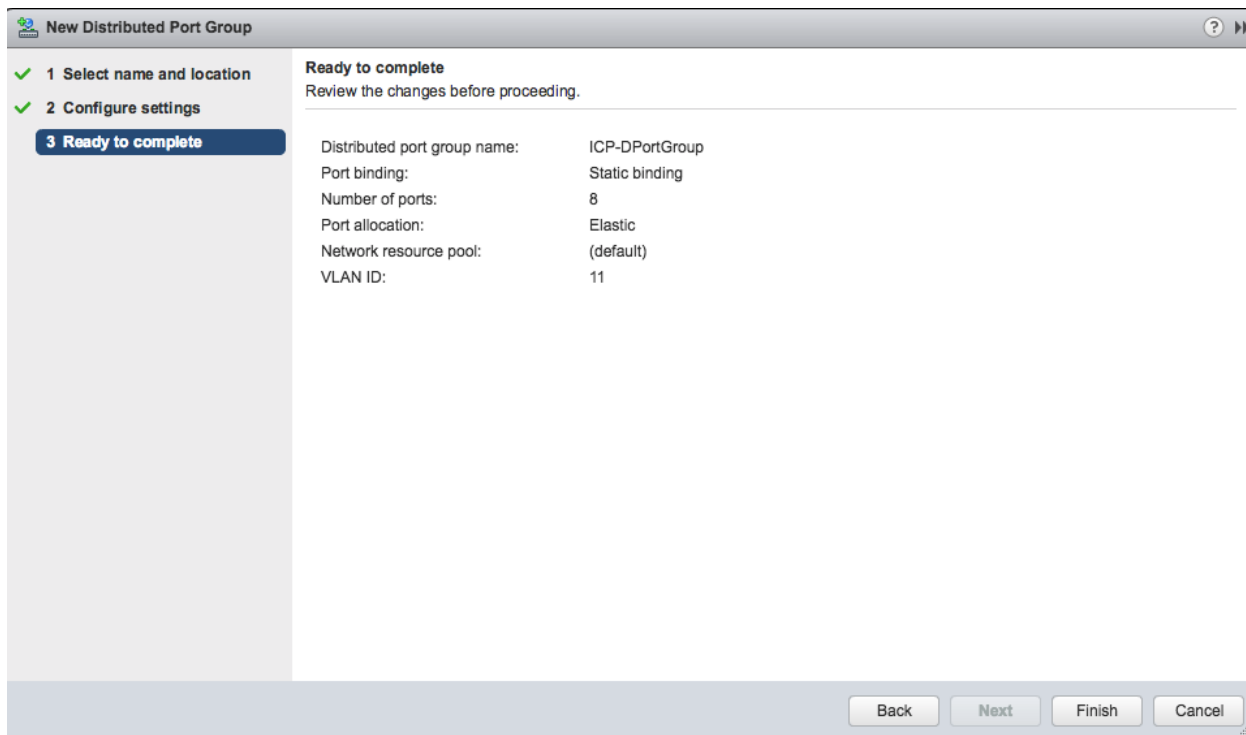 New Distributed Port Group
?
1 Select name and location
2 Configure settings
3 Ready to complete
Ready to complete
Review the changes before proceeding.
Distributed port group name: ICP-DPortGroup
Port binding: Static binding
Number of ports: 8
Port allocation: Elastic
Network resource pool: (default)
VLAN ID: 11
Back Next Finish Cancel